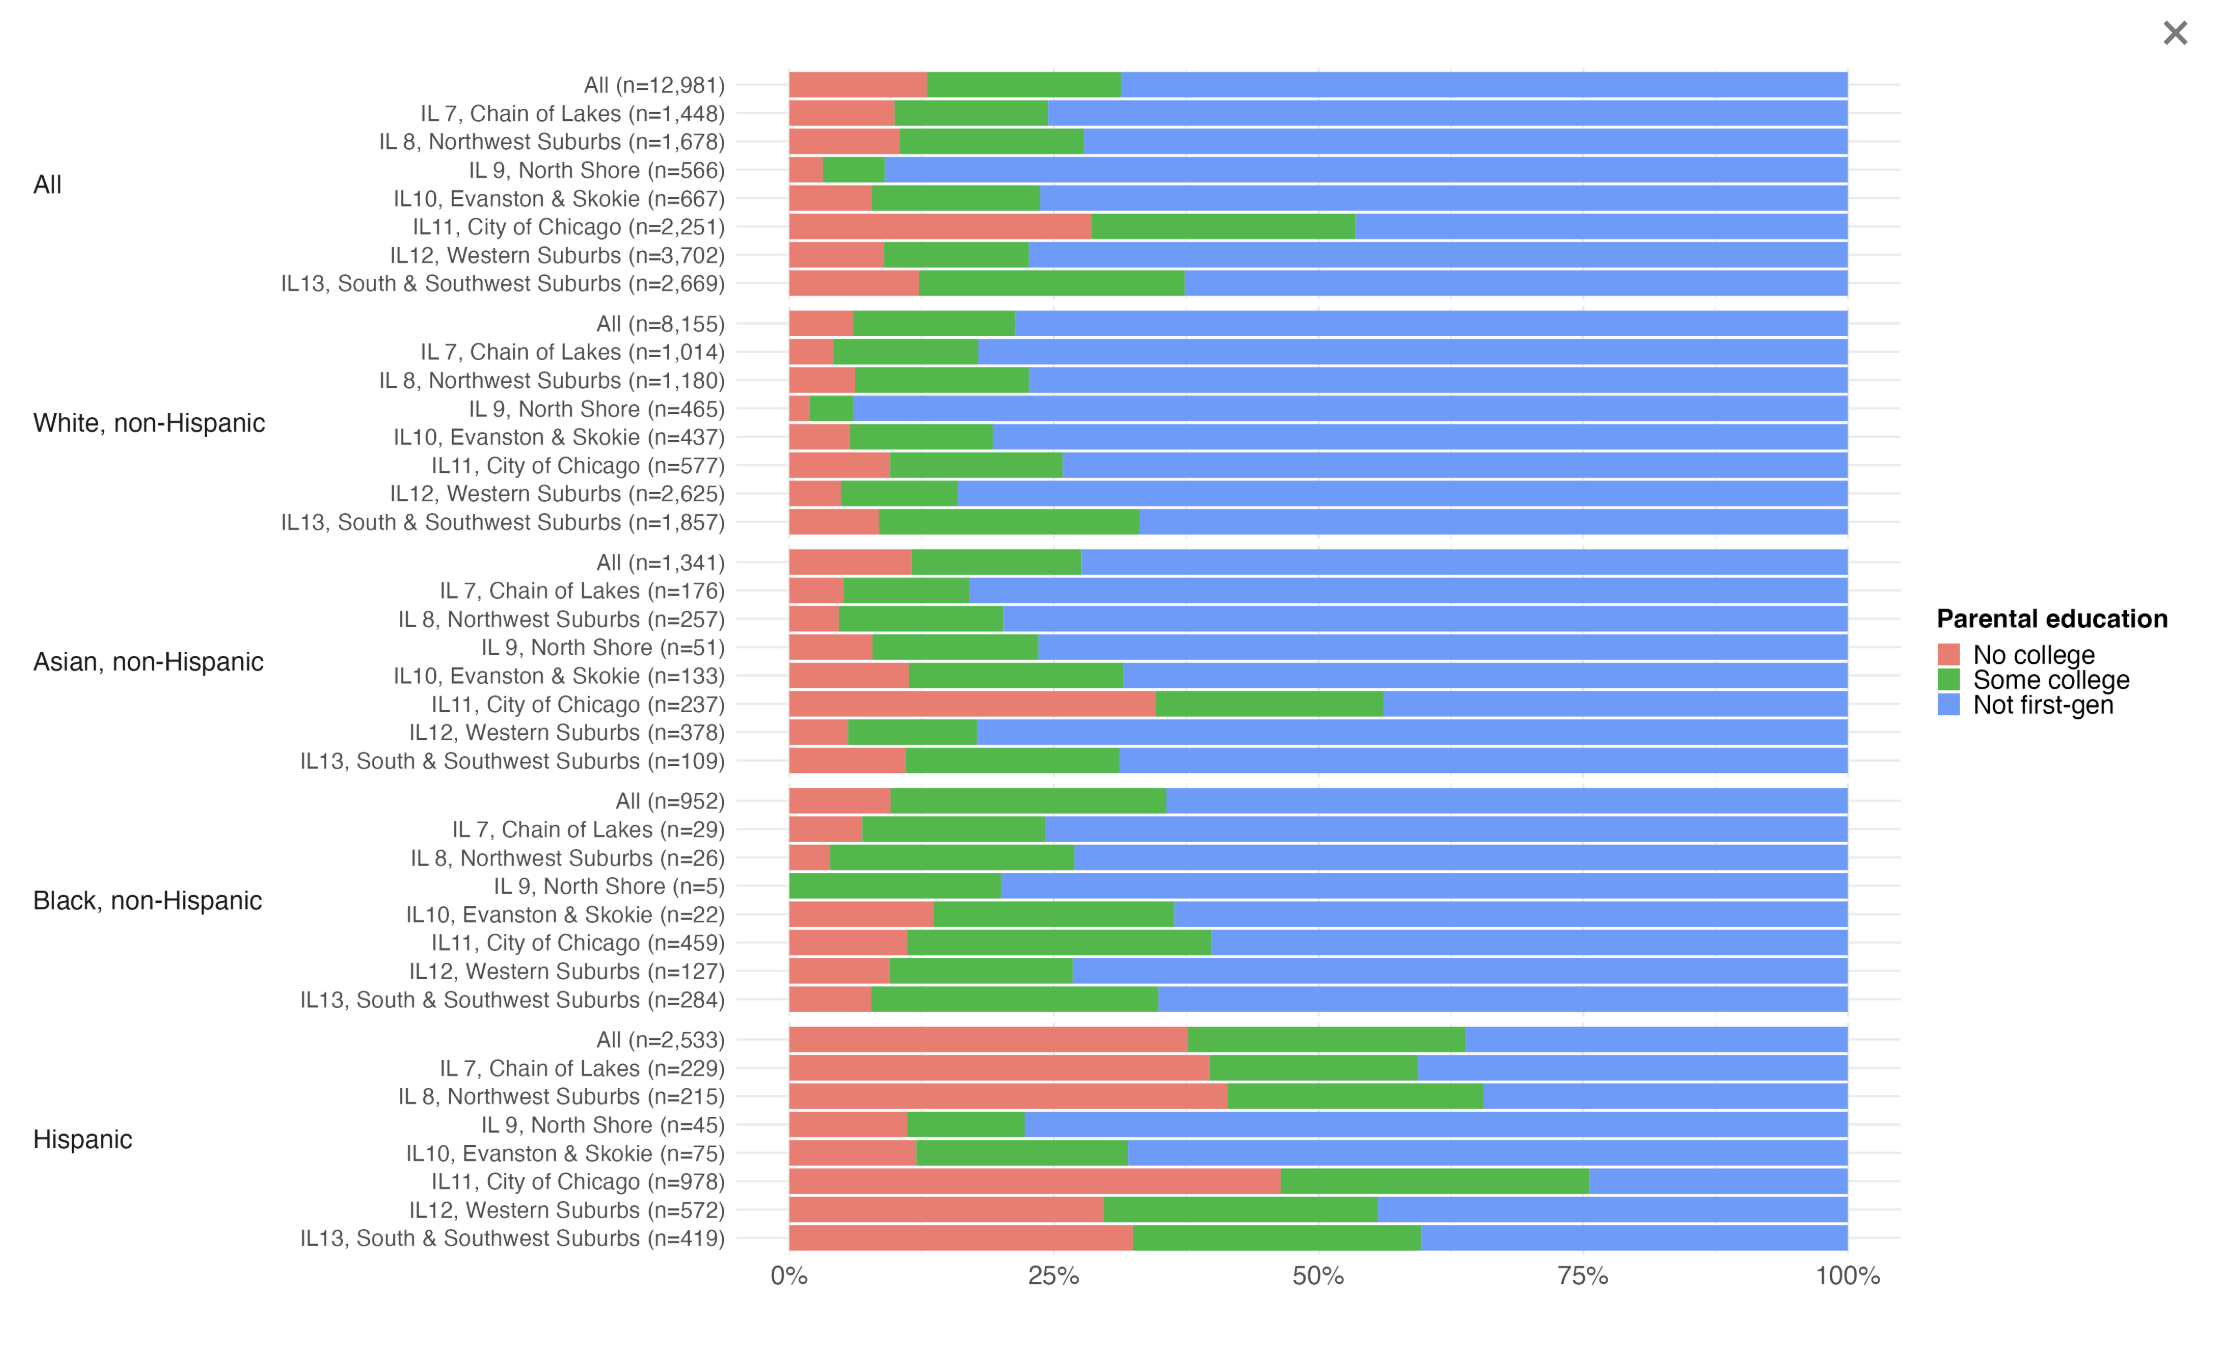 All
All (n=12,981)
IL 7, Chain of Lakes (n=1,448)
IL 8, Northwest Suburbs (n=1,678)
IL 9, North Shore (n=566)
IL10, Evanston & Skokie (n=667)
IL11, City of Chicago (n=2,251)
IL12, Western Suburbs (n=3,702)
IL13, South & Southwest Suburbs (n=2,669)
White, non-Hispanic
All (n=8,155)
IL 7, Chain of Lakes (n=1,014)
IL 8, Northwest Suburbs (n=1,180)
IL 9, North Shore (n=465)
IL10, Evanston & Skokie (n=437)
IL11, City of Chicago (n=577)
IL12, Western Suburbs (n=2,625)
IL13, South & Southwest Suburbs (n=1,857)
Asian, non-Hispanic
All (n=1,341)
IL 7, Chain of Lakes (n=176)
IL 8, Northwest Suburbs (n=257)
IL 9, North Shore (n=51)
IL10, Evanston & Skokie (n=133)
IL11, City of Chicago (n=237)
IL12, Western Suburbs (n=378)
IL13, South & Southwest Suburbs (n=109)
Black, non-Hispanic
All (n=952)
IL 7, Chain of Lakes (n=29)
IL 8, Northwest Suburbs (n=26)
IL 9, North Shore (n=5)
IL10, Evanston & Skokie (n=22)
IL11, City of Chicago (n=459)
IL12, Western Suburbs (n=127)
IL13, South & Southwest Suburbs (n=284)
Hispanic
All (n=2,533)
IL 7, Chain of Lakes (n=229)
IL 8, Northwest Suburbs (n=215)
IL 9, North Shore (n=45)
IL10, Evanston & Skokie (n=75)
IL11, City of Chicago (n=978)
IL12, Western Suburbs (n=572)
IL13, South & Southwest Suburbs (n=419)
0% 25% 50% 75% 100%
Parental education
No college
Some college
Not first-gen